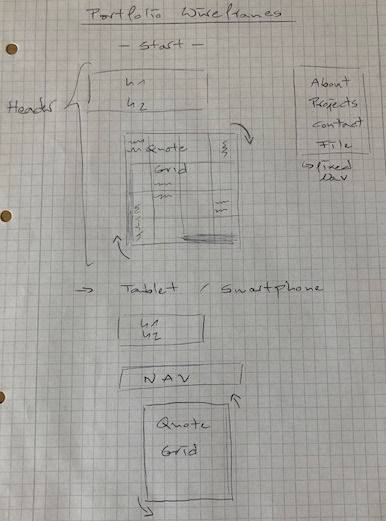 Portfolio Wireframes
- Start -
Header
h1
h2
Quote
Grid
About
Projects
Contact
File
↳ fixed
Nav
→ Tablet / Smartphone
h1
h2
NAV
Quote
Grid